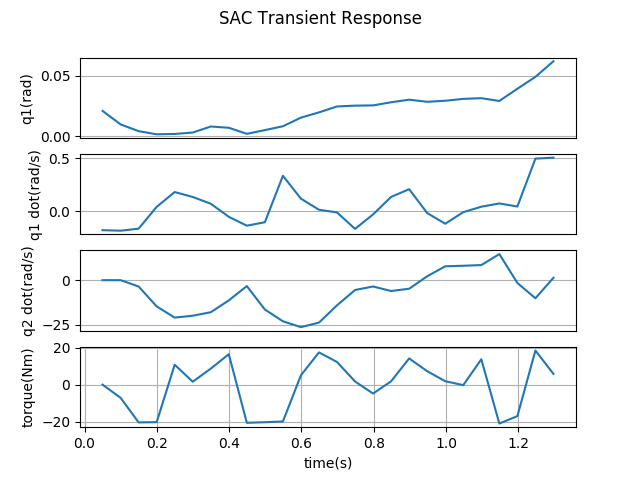 SAC Transient Response
0.05
0.00
q1(rad)
0.5
0.0
q1 dot(rad/s)
0
−25
q2 dot(rad/s)
20
0
−20
torque(Nm)
0.0 0.2 0.4 0.6 0.8 1.0 1.2
time(s)